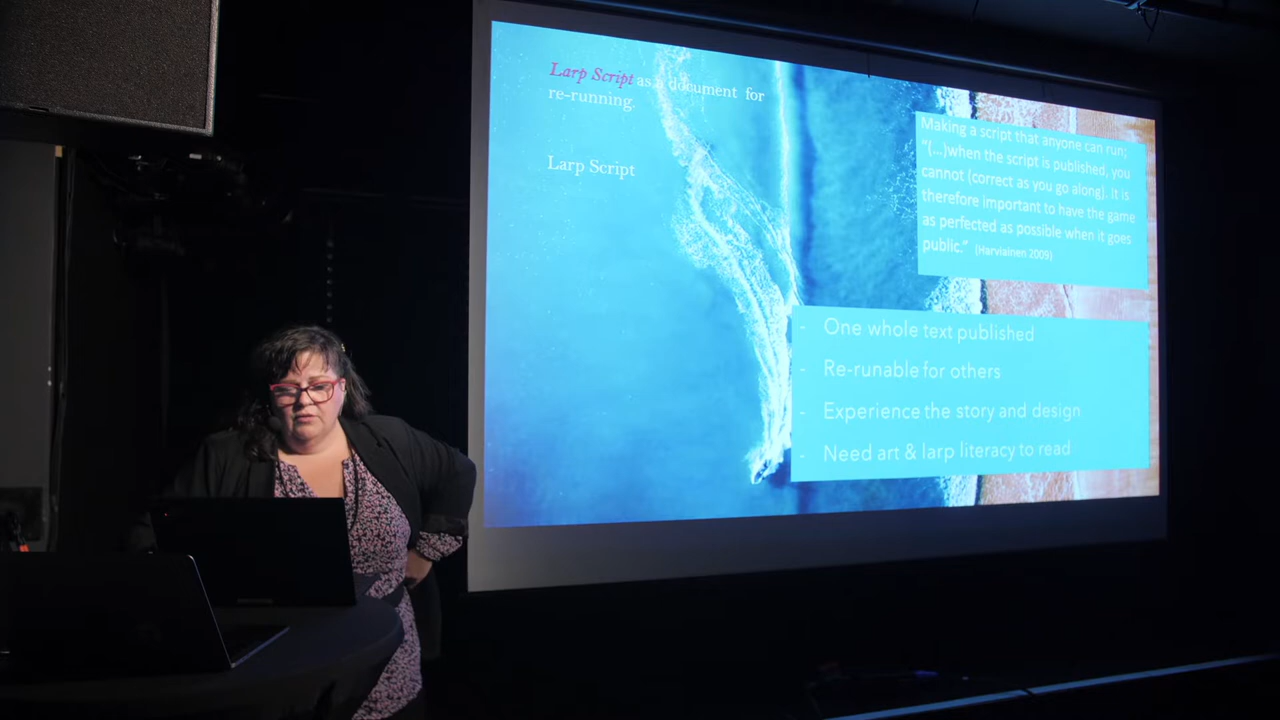 Larp Script as a document for
re-running.
Larp Script
Making a script that anyone can run;
"(...)when the script is published, you
cannot (correct as you go along). It is
therefore important to have the game
as perfected as possible when it goes
public." (Harviainen 2009)
- One whole text published
- Re-runable for others
- Experience the story and design
- Need art & larp literacy to read